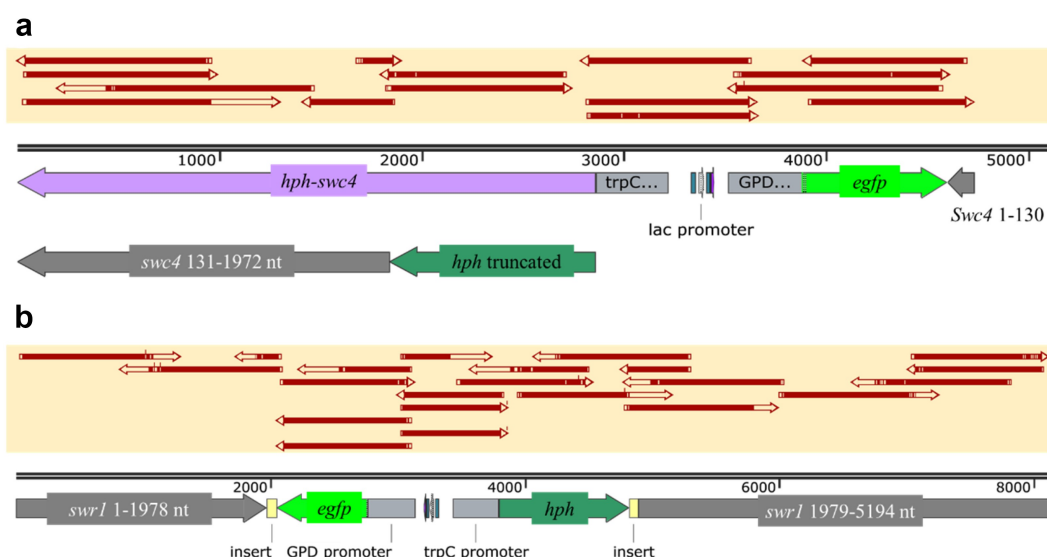 a
1000 2000 3000 4000 5000
hph-swc4 trpC... GPD... egfp
lac promoter Swc4 1-130
swc4 131-1972 nt hph truncated
b
2000 4000 6000 8000
swr1 1-1978 nt egfp hph swr1 1979-5194 nt
insert GPD promoter trpC promoter insert